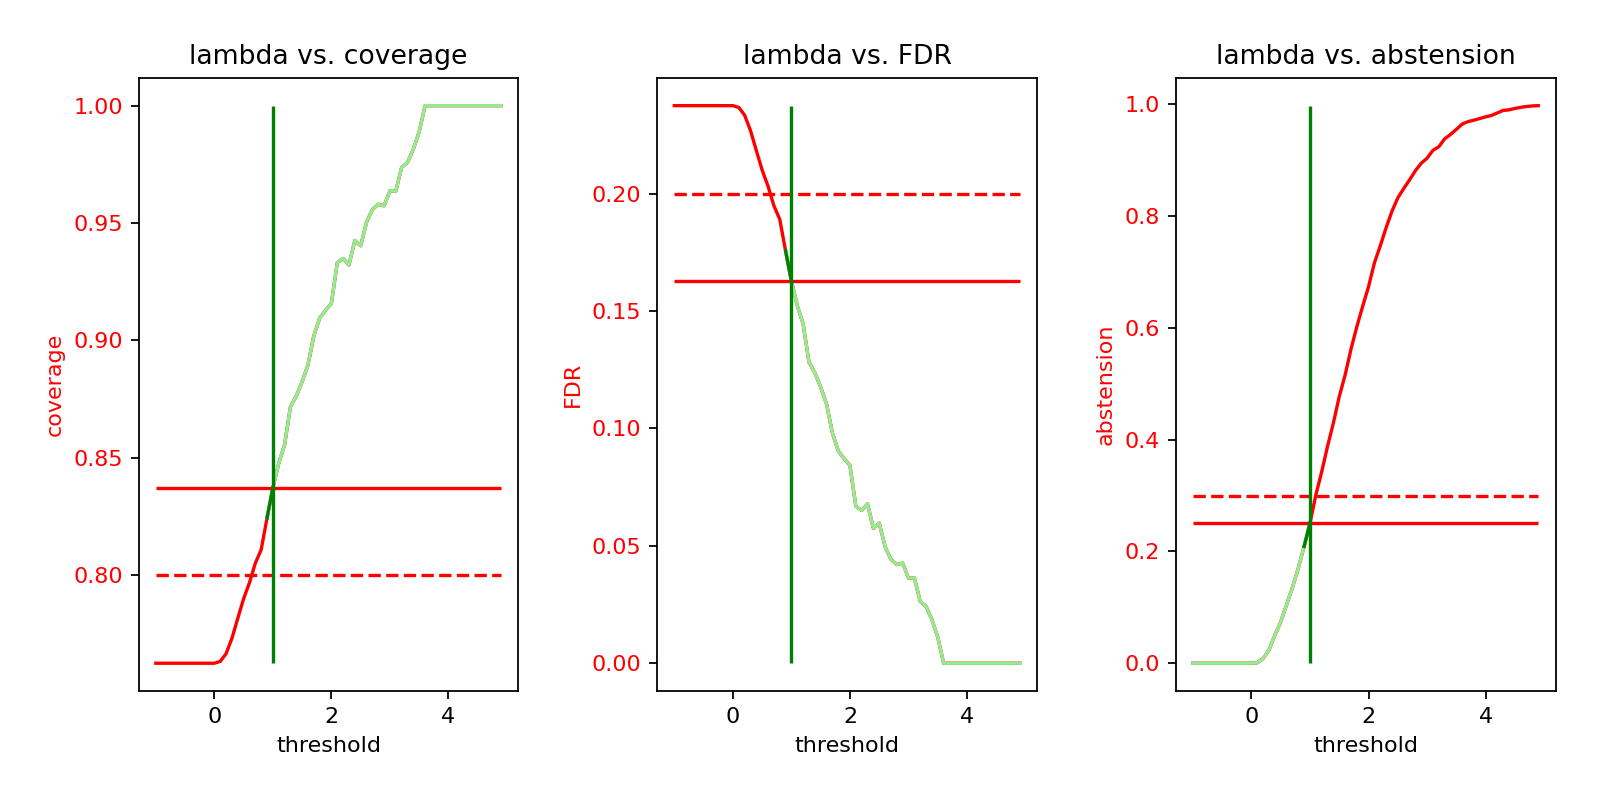 lambda vs. coverage
coverage
1.00
0.95
0.90
0.85
0.80
0 2 4
threshold
lambda vs. FDR
FDR
0.20
0.15
0.10
0.05
0.00
0 2 4
threshold
lambda vs. abstension
abstension
1.0
0.8
0.6
0.4
0.2
0.0
0 2 4
threshold